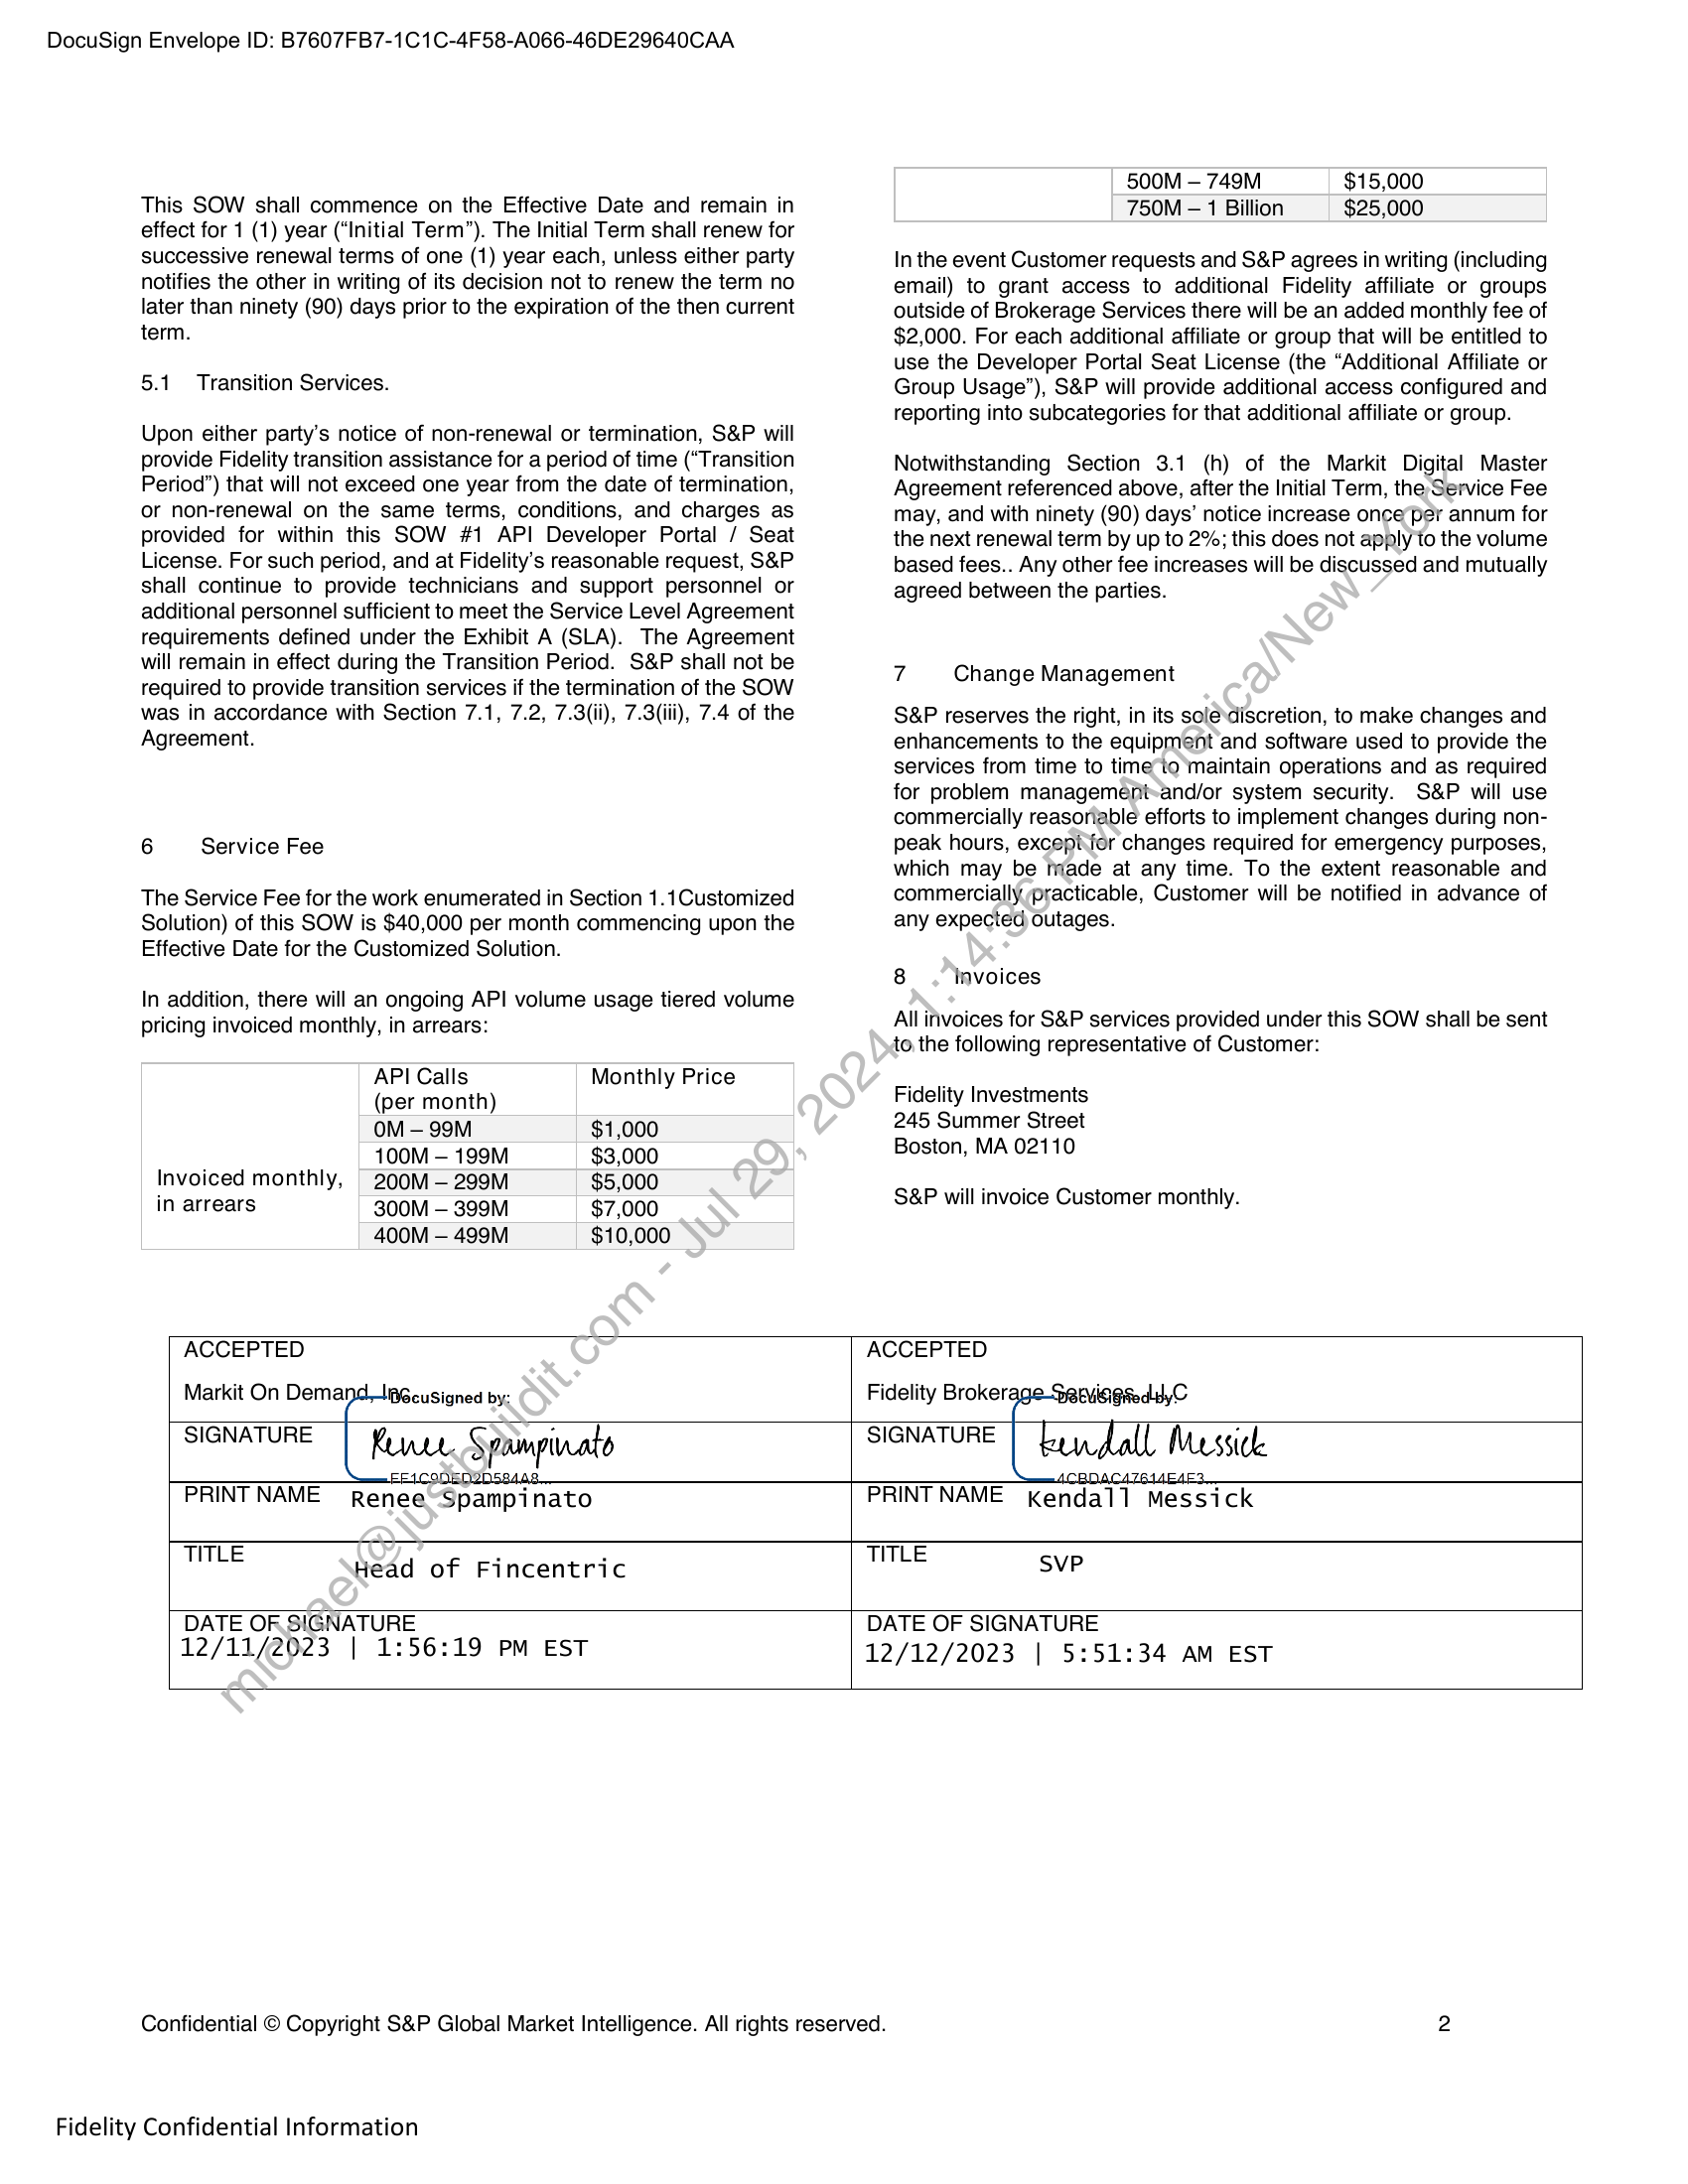 DocuSign Envelope ID: B7607FB7-1C1C-4F58-A066-46DE29640CAA
This SOW shall commence on the Effective Date and remain in
effect for 1 (1) year (“Initial Term”). The Initial Term shall renew for
successive renewal terms of one (1) year each, unless either party
notifies the other in writing of its decision not to renew the term no
later than ninety (90) days prior to the expiration of the then current
term.
5.1 Transition Services.
Upon either party’s notice of non-renewal or termination, S&P will
provide Fidelity transition assistance for a period of time (“Transition
Period”) that will not exceed one year from the date of termination,
or non-renewal on the same terms, conditions, and charges as
provided for within this SOW #1 API Developer Portal / Seat
License. For such period, and at Fidelity’s reasonable request, S&P
shall continue to provide technicians and support personnel or
additional personnel sufficient to meet the Service Level Agreement
requirements defined under the Exhibit A (SLA). The Agreement
will remain in effect during the Transition Period. S&P shall not be
required to provide transition services if the termination of the SOW
was in accordance with Section 7.1, 7.2, 7.3(ii), 7.3(iii), 7.4 of the
Agreement.
6 Service Fee
The Service Fee for the work enumerated in Section 1.1Customized
Solution) of this SOW is $40,000 per month commencing upon the
Effective Date for the Customized Solution.
In addition, there will an ongoing API volume usage tiered volume
pricing invoiced monthly, in arrears:
API Calls Monthly Price
(per month)
0M – 99M $1,000
100M – 199M $3,000
Invoiced monthly, 200M – 299M $5,000
in arrears 300M – 399M $7,000
400M – 499M $10,000
500M – 749M $15,000
750M – 1 Billion $25,000
In the event Customer requests and S&P agrees in writing (including
email) to grant access to additional Fidelity affiliate or groups
outside of Brokerage Services there will be an added monthly fee of
$2,000. For each additional affiliate or group that will be entitled to
use the Developer Portal Seat License (the “Additional Affiliate or
Group Usage”), S&P will provide additional access configured and
reporting into subcategories for that additional affiliate or group.
Notwithstanding Section 3.1 (h) of the Markit Digital Master
Agreement referenced above, after the Initial Term, the Service Fee
may, and with ninety (90) days’ notice increase once per annum for
the next renewal term by up to 2%; this does not apply to the volume
based fees.. Any other fee increases will be discussed and mutually
agreed between the parties.
7 Change Management
S&P reserves the right, in its sole discretion, to make changes and
enhancements to the equipment and software used to provide the
services from time to time to maintain operations and as required
for problem management and/or system security. S&P will use
commercially reasonable efforts to implement changes during non-
peak hours, except for changes required for emergency purposes,
which may be made at any time. To the extent reasonable and
commercially practicable, Customer will be notified in advance of
any expected outages.
8 Invoices
All invoices for S&P services provided under this SOW shall be sent
to the following representative of Customer:
Fidelity Investments
245 Summer Street
Boston, MA 02110
S&P will invoice Customer monthly.
ACCEPTED
Markit On Demand, Inc.
DocuSigned by:
SIGNATURE Renee Spampinato
EF1C9DED2D584A8...
PRINT NAME Renee Spampinato
TITLE Head of Fincentric
DATE OF SIGNATURE
12/11/2023 | 1:56:19 PM EST
ACCEPTED
Fidelity Brokerage Services, LLC
DocuSigned by:
SIGNATURE Kendall Messick
4CBDAC47614E4F3...
PRINT NAME Kendall Messick
TITLE SVP
DATE OF SIGNATURE
12/12/2023 | 5:51:34 AM EST
michael@justbuildit.com - Jul 29, 2024, 1:14:36 PM America/New_York
Confidential © Copyright S&P Global Market Intelligence. All rights reserved. 2
Fidelity Confidential Information